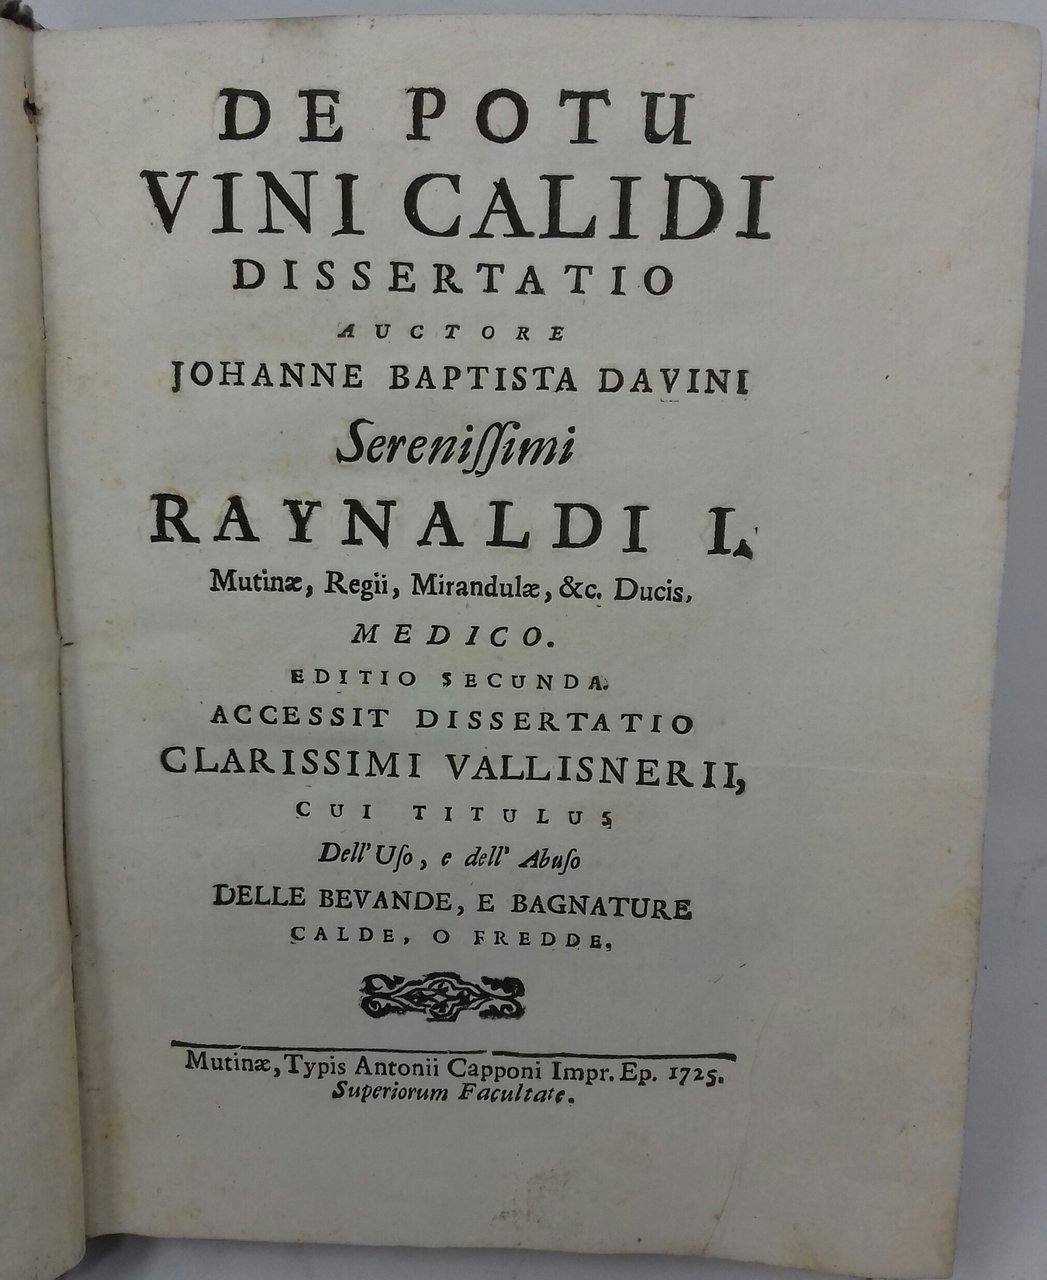 DE POTU
VINI CALIDI
DISSERTATIO
AUCTORE
JOHANNE BAPTISTA DAVINI
Sereniſſimi
RAYNALDI I.
Mutinæ, Regii, Mirandulæ, &c. Ducis,
MEDICO.
EDITIO SECUNDA.
ACCESSIT DISSERTATIO
CLARISSIMI VALLISNERII,
CUI TITULUS
Dell' Uſo, e dell' Abuſo
DELLE BEVANDE, E BAGNATURE
CALDE, O FREDDE,
Mutinæ, Typis Antonii Capponi Impr. Ep. 1725.
Superiorum Facultate.